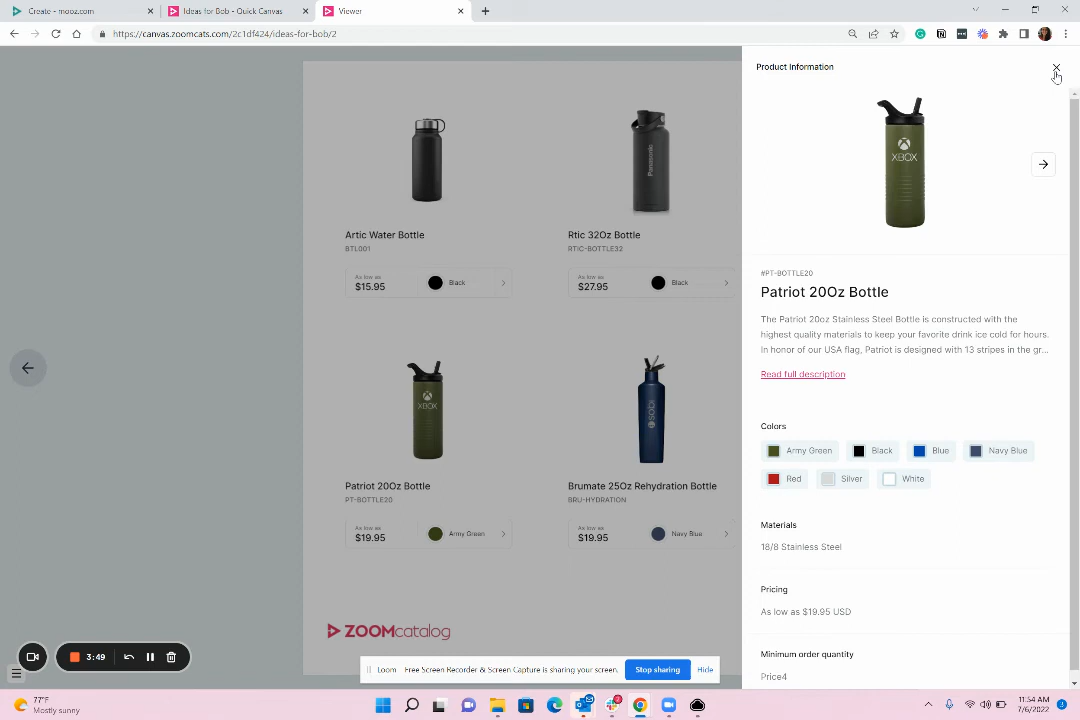 Create - mooz.com
Ideas for Bob - Quick Canvas
Viewer
https://canvas.zoomcats.com/2c1df424/ideas-for-bob/2
Artic Water Bottle
BTL001
As low as
$15.95
Black
Panasonic
Rtic 32Oz Bottle
RTIC-BOTTLE32
As low as
$27.95
Black
XBOX
Patriot 20Oz Bottle
PT-BOTTLE20
As low as
$19.95
Army Green
SODI
Brumate 25Oz Rehydration Bottle
BRU-HYDRATION
As low as
$19.95
Navy Blue
ZOOMcatalog
Product Information
XBOX
#PT-BOTTLE20
Patriot 20Oz Bottle
The Patriot 20oz Stainless Steel Bottle is constructed with the
highest quality materials to keep your favorite drink ice cold for hours.
In honor of our USA flag, Patriot is designed with 13 stripes in the gr...
Read full description
Colors
Army Green Black Blue Navy Blue
Red Silver White
Materials
18/8 Stainless Steel
Pricing
As low as $19.95 USD
Minimum order quantity
Price4
3:49
Loom - Free Screen Recorder & Screen Capture is sharing your screen.
Stop sharing
Hide
77°F
Mostly sunny
2
11:54 AM
7/6/2022
3